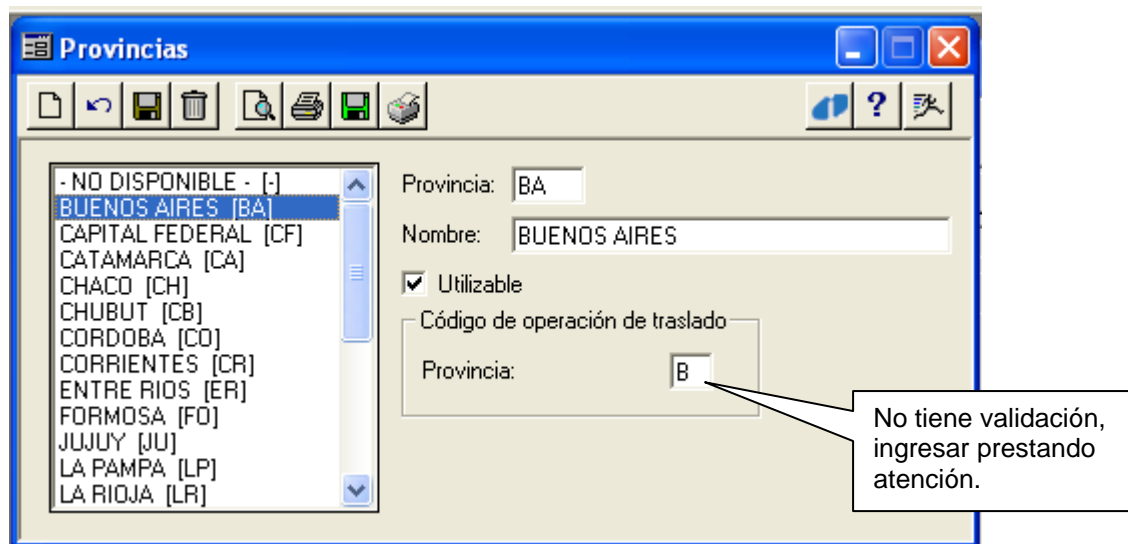 Provincias
?
- NO DISPONIBLE - [-]
BUENOS AIRES [BA]
CAPITAL FEDERAL [CF]
CATAMARCA [CA]
CHACO [CH]
CHUBUT [CB]
CORDOBA [CO]
CORRIENTES [CR]
ENTRE RIOS [ER]
FORMOSA [FO]
JUJUY [JU]
LA PAMPA [LP]
LA RIOJA [LR]
Provincia: BA
Nombre: BUENOS AIRES
Utilizable
Código de operación de traslado
Provincia: B
No tiene validación,
ingresar prestando
atención.